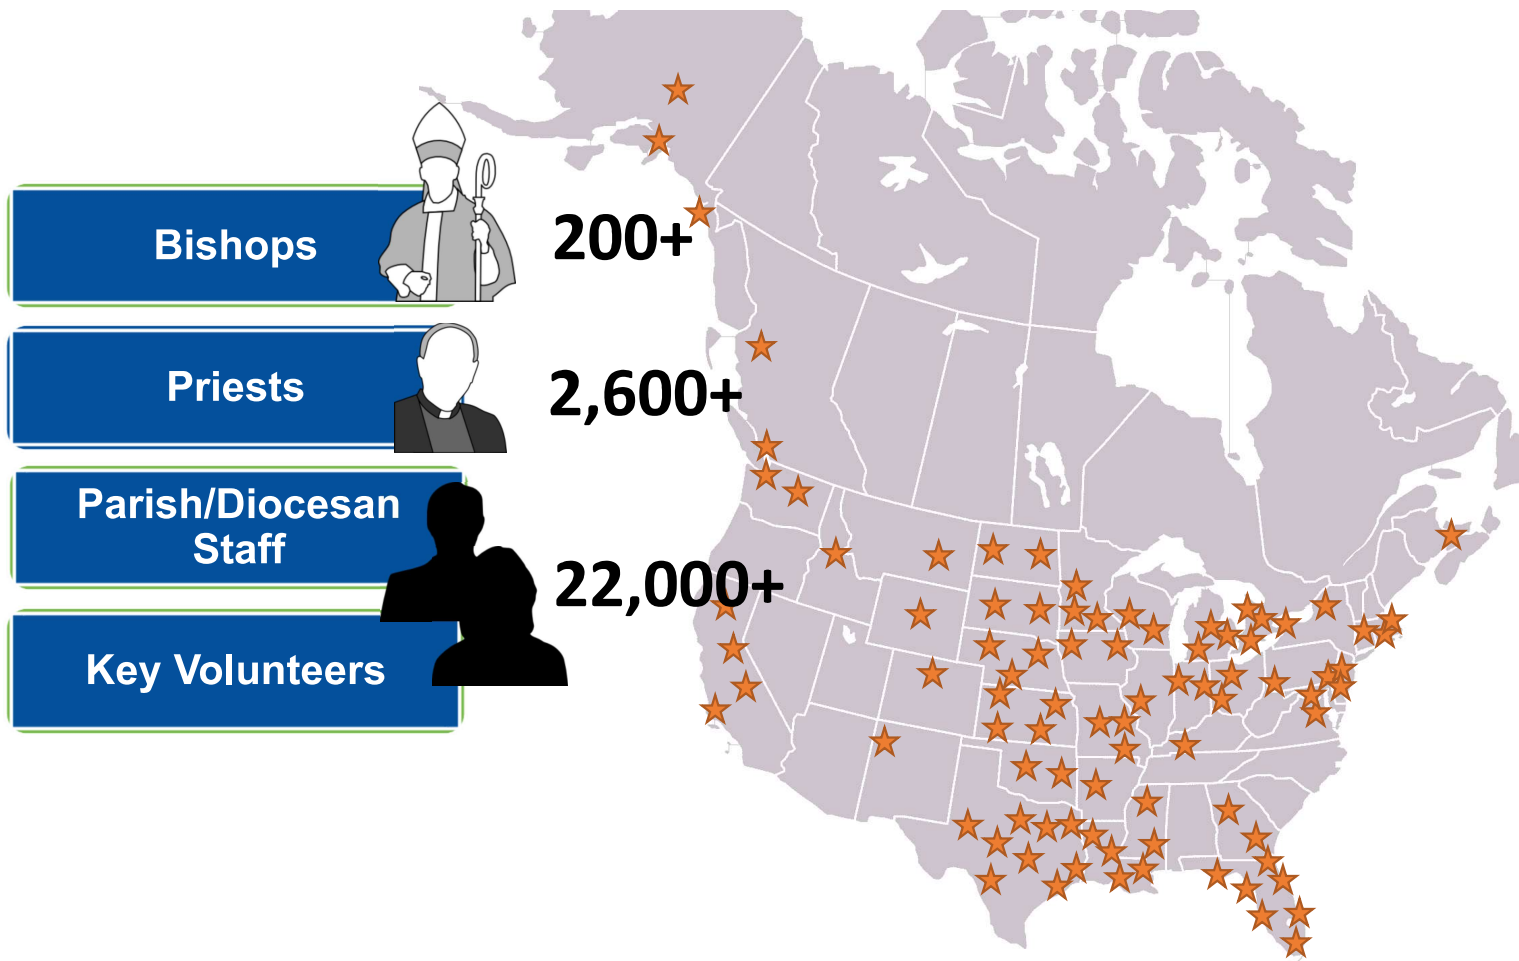 Bishops
200+
Priests
2,600+
Parish/Diocesan
Staff
22,000+
Key Volunteers